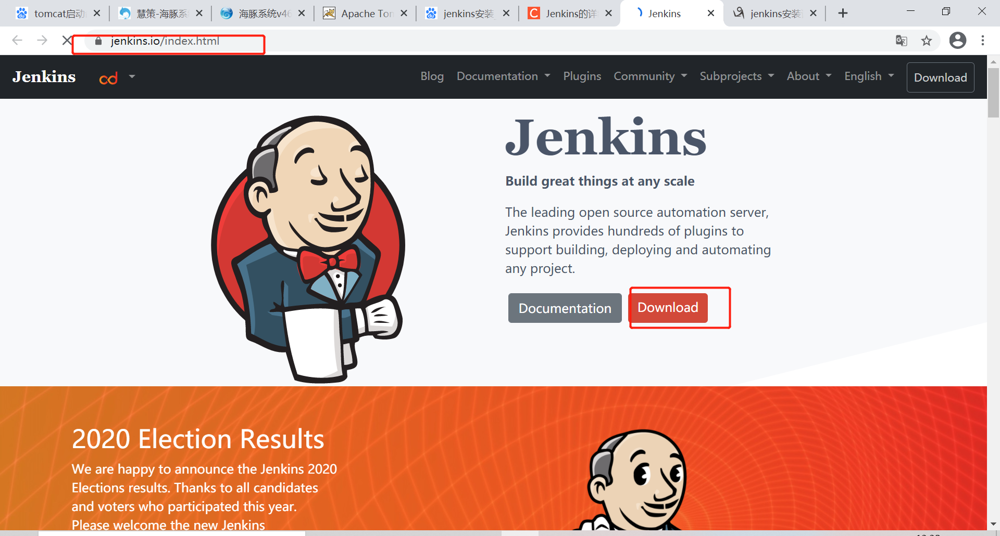 tomcat启动
慧策-海豚系
海豚系统v46
Apache Tom
jenkins安装
Jenkins的详
Jenkins
jenkins安装
jenkins.io/index.html
Jenkins
Blog
Documentation
Plugins
Community
Subprojects
About
English
Download
Jenkins
Build great things at any scale
The leading open source automation server,
Jenkins provides hundreds of plugins to
support building, deploying and automating
any project.
Documentation
Download
2020 Election Results
We are happy to announce the Jenkins 2020
Elections results. Thanks to all candidates
and voters who participated this year.
Please welcome the new Jenkins